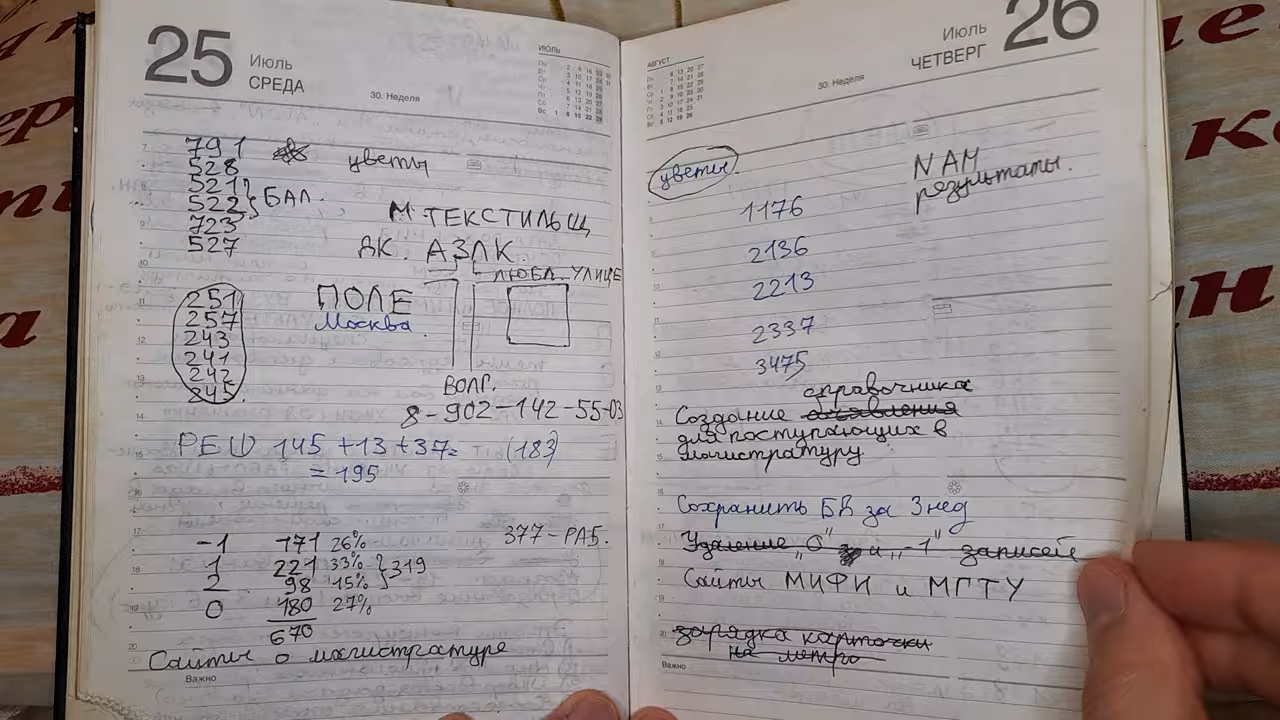 25
Июль
СРЕДА
30. Неделя
ИЮЛЬ
791 цветы
528
521
522 } БАЛ.
723
527
М. ТЕКСТИЛЬЩ
ДК. АЗЛК
ЛЮБЛ. УЛИЦЕ
251
257
243
241
242
245.
ПОЛЕ
Москва.
ВОЛГ.
8-902-142-55-03
РЕШ 145 + 13 + 37 = (183)
= 195
377 - РАБ.
-1 171 26%
1 221 33%
2 98 15% } 319
0 180 27%
670
Сайты о магистратуре
Важно
26
Июль
ЧЕТВЕРГ
30. Неделя
АВГУСТ
цветы.
NAM
результаты.
1176
2136
2213
2337
3475
справочника
Создание объявления
для поступающих в
магистратуру.
Сохранить БД за 3 нед
Удаление "0" и "-1" записей
Сайты МИФИ и МГТУ
зарядка карточки
на метро
Важно